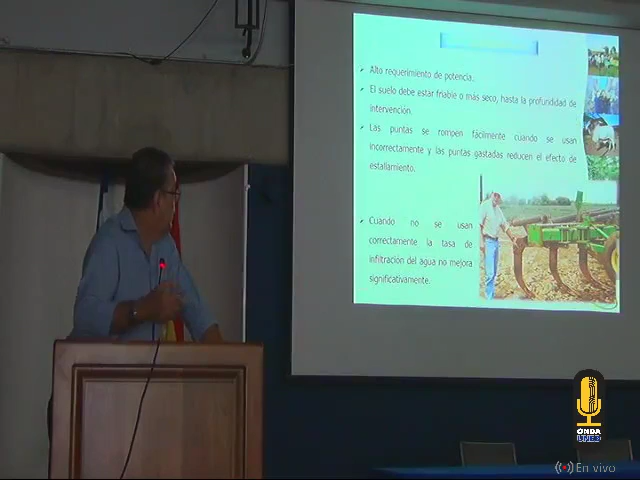 Alto requerimiento de potencia.
El suelo debe estar friable o más seco, hasta la profundidad de
intervención.
Las puntas se rompen fácilmente cuando se usan
incorrectamente y las puntas gastadas reducen el efecto de
estallamiento.
Cuando no se usan
correctamente la tasa de
infiltración del agua no mejora
significativamente.
ONDA
UNED
En vivo